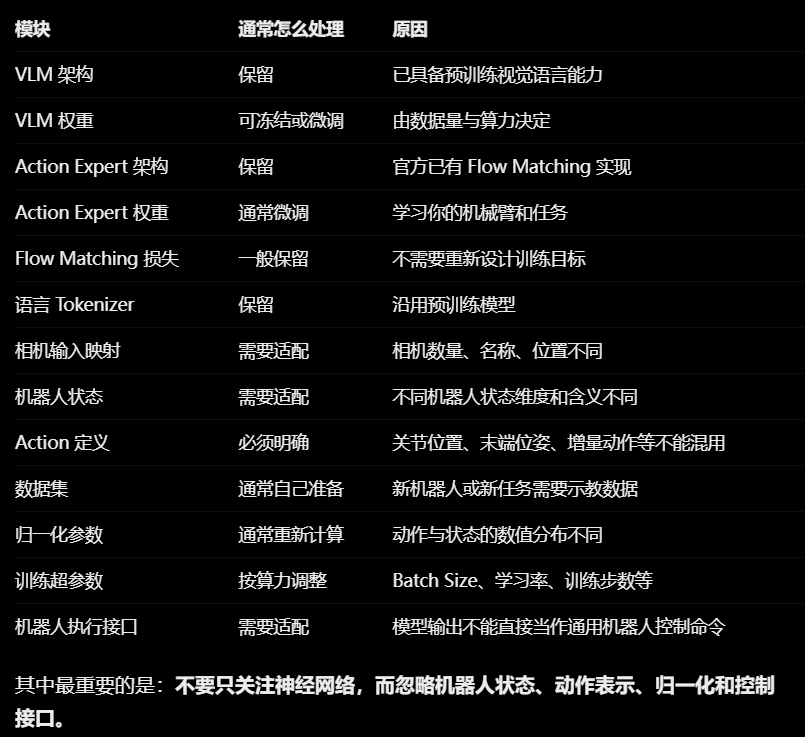 模块 通常怎么处理 原因
VLM 架构 保留 已具备预训练视觉语言能力
VLM 权重 可冻结或微调 由数据量与算力决定
Action Expert 架构 保留 官方已有 Flow Matching 实现
Action Expert 权重 通常微调 学习你的机械臂和任务
Flow Matching 损失 一般保留 不需要重新设计训练目标
语言 Tokenizer 保留 沿用预训练模型
相机输入映射 需要适配 相机数量、名称、位置不同
机器人状态 需要适配 不同机器人状态维度和含义不同
Action 定义 必须明确 关节位置、末端位姿、增量动作等不能混用
数据集 通常自己准备 新机器人或新任务需要示教数据
归一化参数 通常重新计算 动作与状态的数值分布不同
训练超参数 按算力调整 Batch Size、学习率、训练步数等
机器人执行接口 需要适配 模型输出不能直接当作通用机器人控制命令
其中最重要的是：不要只关注神经网络，而忽略机器人状态、动作表示、归一化和控制
接口。